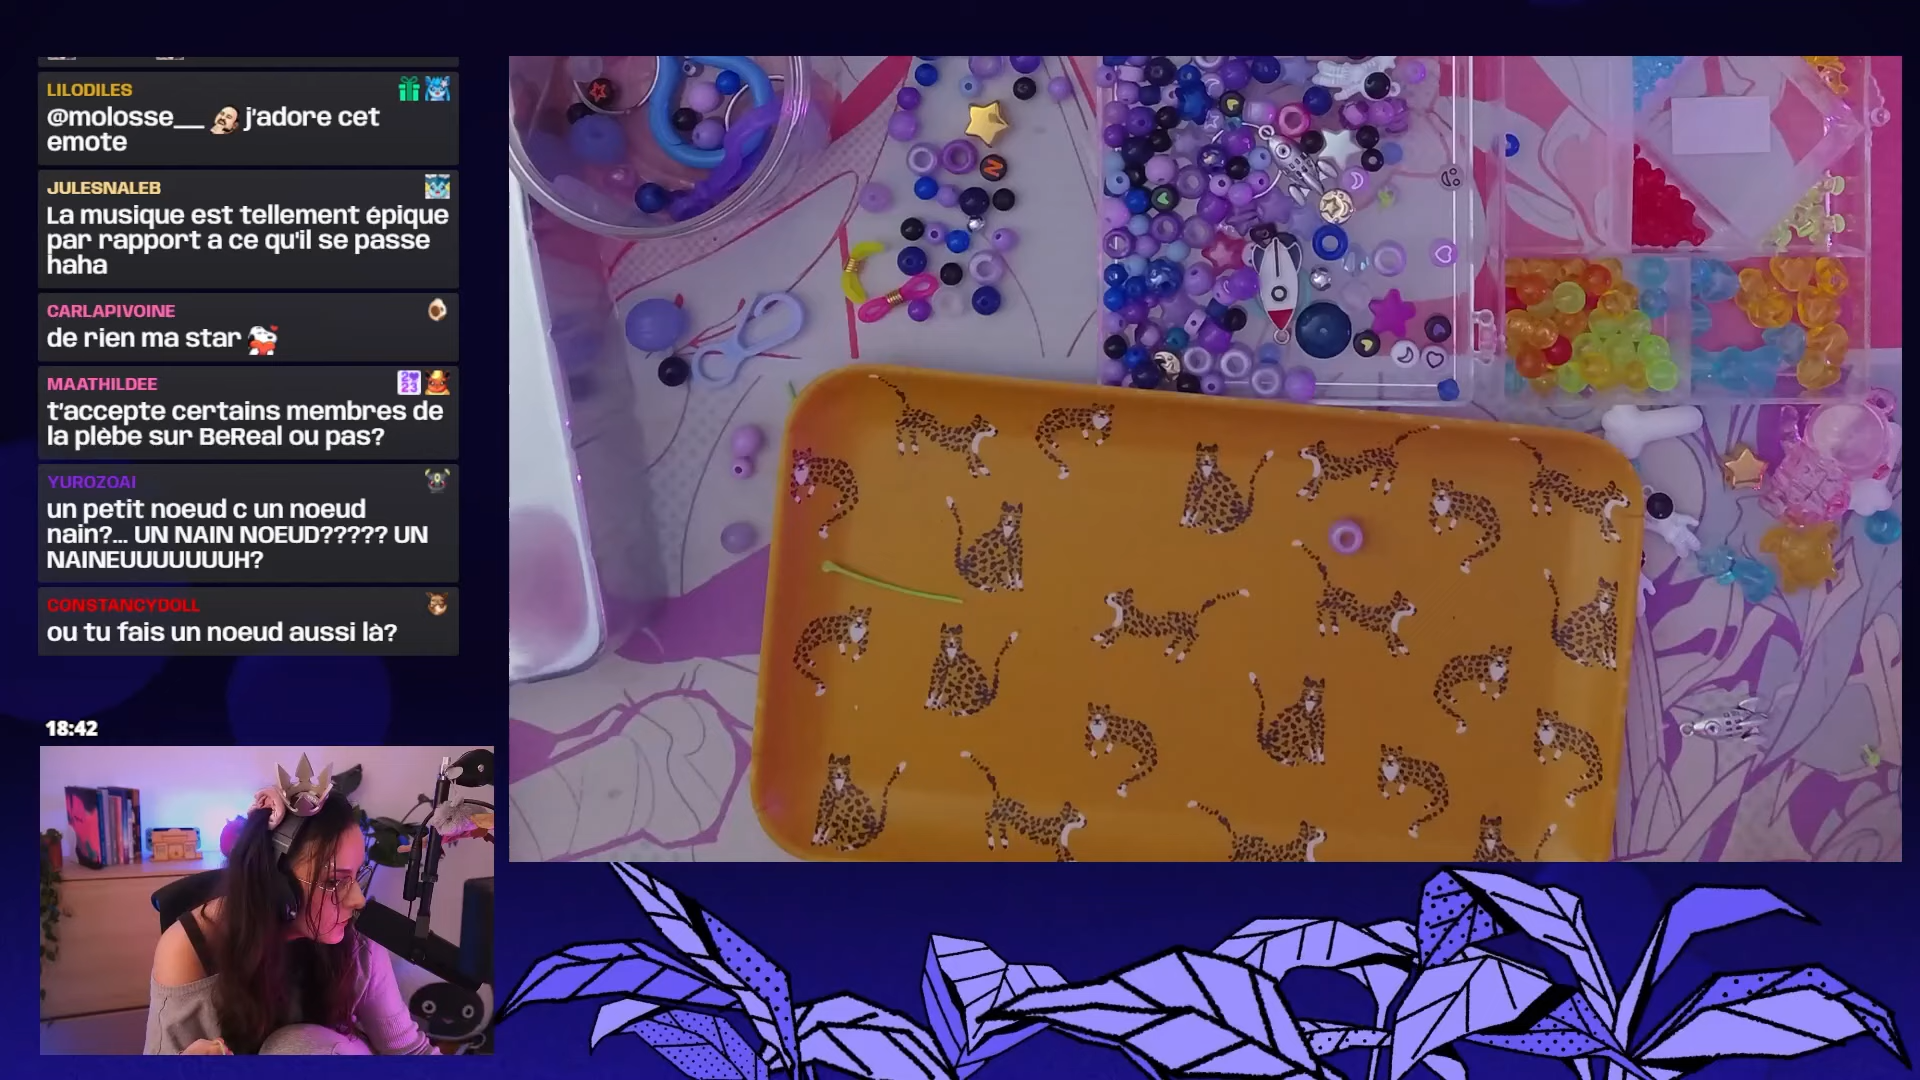 LILODILES
@molosse__ j'adore cet
emote
JULESNALEB
La musique est tellement épique
par rapport a ce qu'il se passe
haha
CARLAPIVOINE
de rien ma star
MAATHILDEE
t'accepte certains membres de
la plèbe sur BeReal ou pas?
YUROZOAI
un petit noeud c un noeud
nain?... UN NAIN NOEUD????? UN
NAINEUUUUUUUH?
CONSTANCYDOLL
ou tu fais un noeud aussi là?
18:42